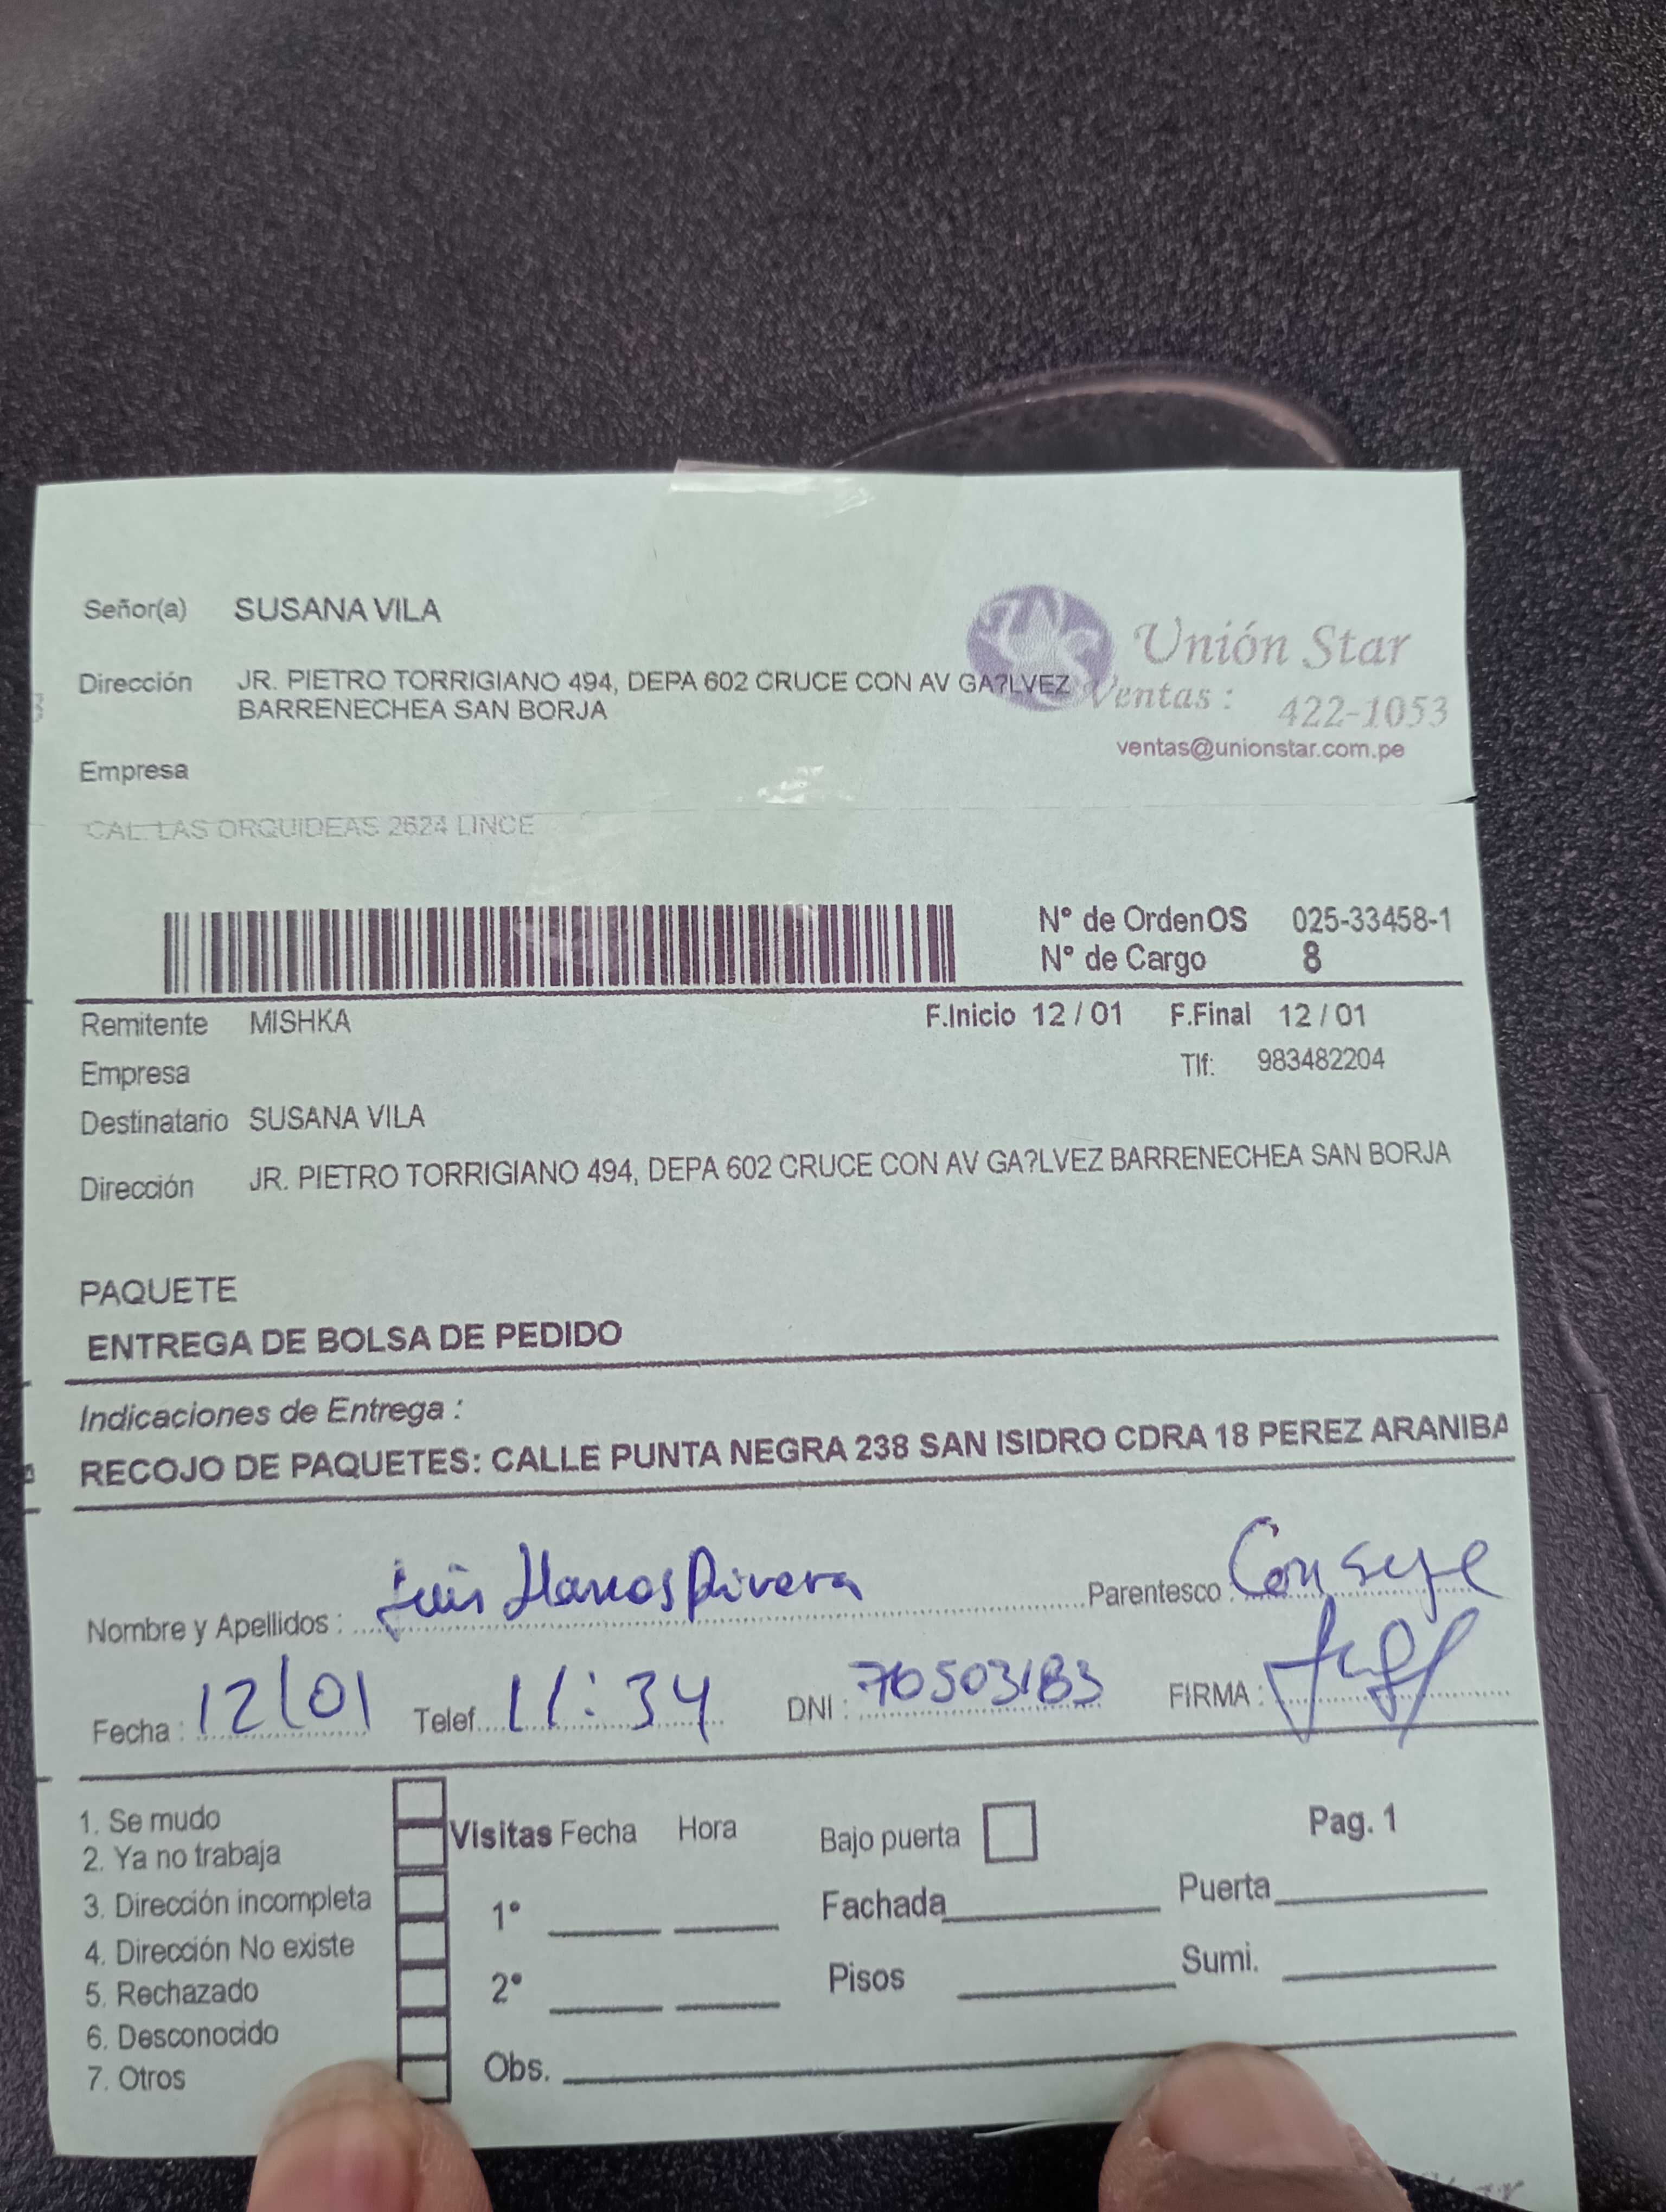 Señor(a) SUSANA VILA
Unión Star
Dirección JR. PIETRO TORRIGIANO 494, DEPA 602 CRUCE CON AV GA?LVEZ
BARRENECHEA SAN BORJA
Ventas : 422-1053
ventas@unionstar.com.pe
Empresa
CAL. LAS ORQUIDEAS 2624 LINCE
N° de OrdenOS 025-33458-1
N° de Cargo 8
Remitente MISHKA F.Inicio 12 / 01 F.Final 12 / 01
Empresa Tlf: 983482204
Destinatario SUSANA VILA
Dirección JR. PIETRO TORRIGIANO 494, DEPA 602 CRUCE CON AV GA?LVEZ BARRENECHEA SAN BORJA
PAQUETE
ENTREGA DE BOLSA DE PEDIDO
Indicaciones de Entrega :
RECOJO DE PAQUETES: CALLE PUNTA NEGRA 238 SAN ISIDRO CDRA 18 PEREZ ARANIBA
Nombre y Apellidos : Luis Llanos Rivera Parentesco : Conserje
Fecha : 12/01 Telef. 11:34 DNI : 70503183 FIRMA :
1. Se mudo
2. Ya no trabaja
3. Dirección incompleta
4. Dirección No existe
5. Rechazado
6. Desconocido
7. Otros
Visitas Fecha Hora
1°
2°
Obs.
Bajo puerta
Fachada
Pisos
Pag. 1
Puerta
Sumi.